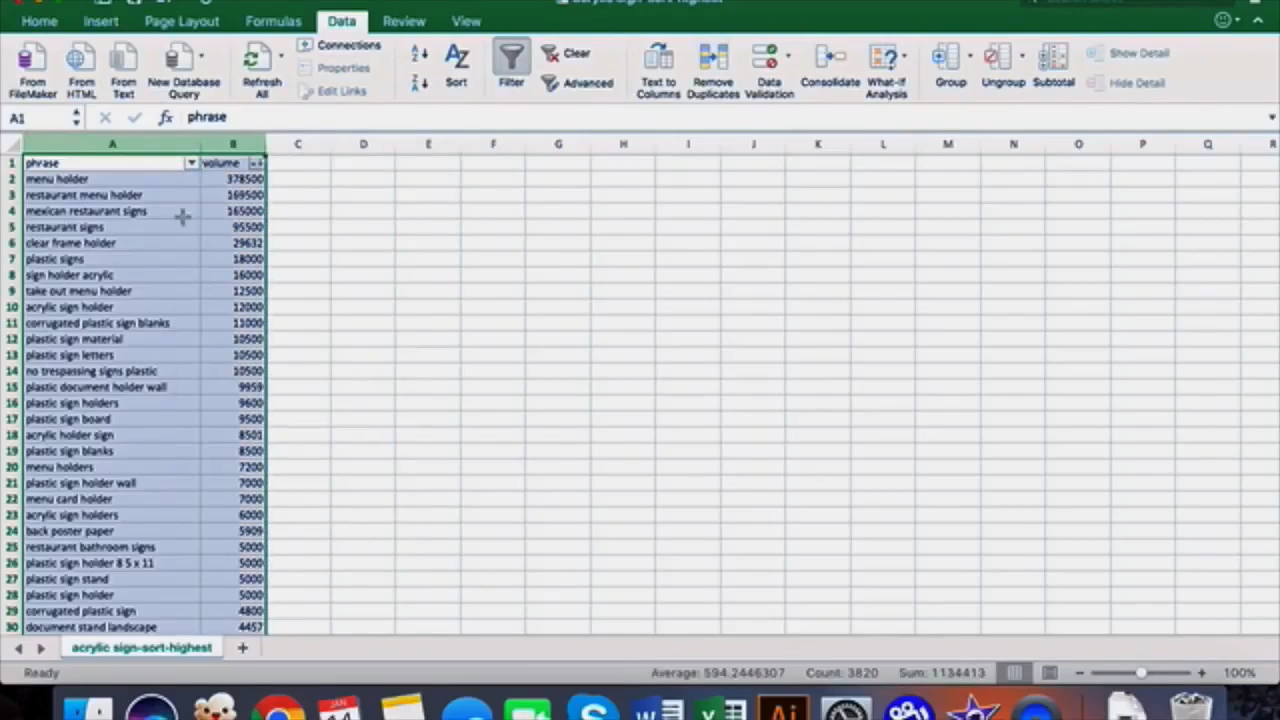 Home Insert Page Layout Formulas Data Review View
From FileMaker From HTML From Text New Database Query Refresh All Connections Properties Edit Links Sort Filter Clear Advanced Text to Columns Remove Duplicates Data Validation Consolidate What-If Analysis Group Ungroup Subtotal Show Detail Hide Detail
A1 fx phrase
A B C D E F G H I J K L M N O P Q R
1 phrase volume
2 menu holder 378500
3 restaurant menu holder 169500
4 mexican restaurant signs 165000
5 restaurant signs 95500
6 clear frame holder 29632
7 plastic signs 18000
8 sign holder acrylic 16000
9 take out menu holder 12500
10 acrylic sign holder 12000
11 corrugated plastic sign blanks 11000
12 plastic sign material 10500
13 plastic sign letters 10500
14 no trespassing signs plastic 10500
15 plastic document holder wall 9959
16 plastic sign holders 9600
17 plastic sign board 9500
18 acrylic holder sign 8501
19 plastic sign blanks 8500
20 menu holders 7200
21 plastic sign holder wall 7000
22 menu card holder 7000
23 acrylic sign holders 6000
24 back poster paper 5909
25 restaurant bathroom signs 5000
26 plastic sign holder 8 5 x 11 5000
27 plastic sign stand 5000
28 plastic sign holder 5000
29 corrugated plastic sign 4800
30 document stand landscape 4457
acrylic sign-sort-highest +
Ready Average: 594.2446307 Count: 3820 Sum: 1134413 100%
JAN
Ai